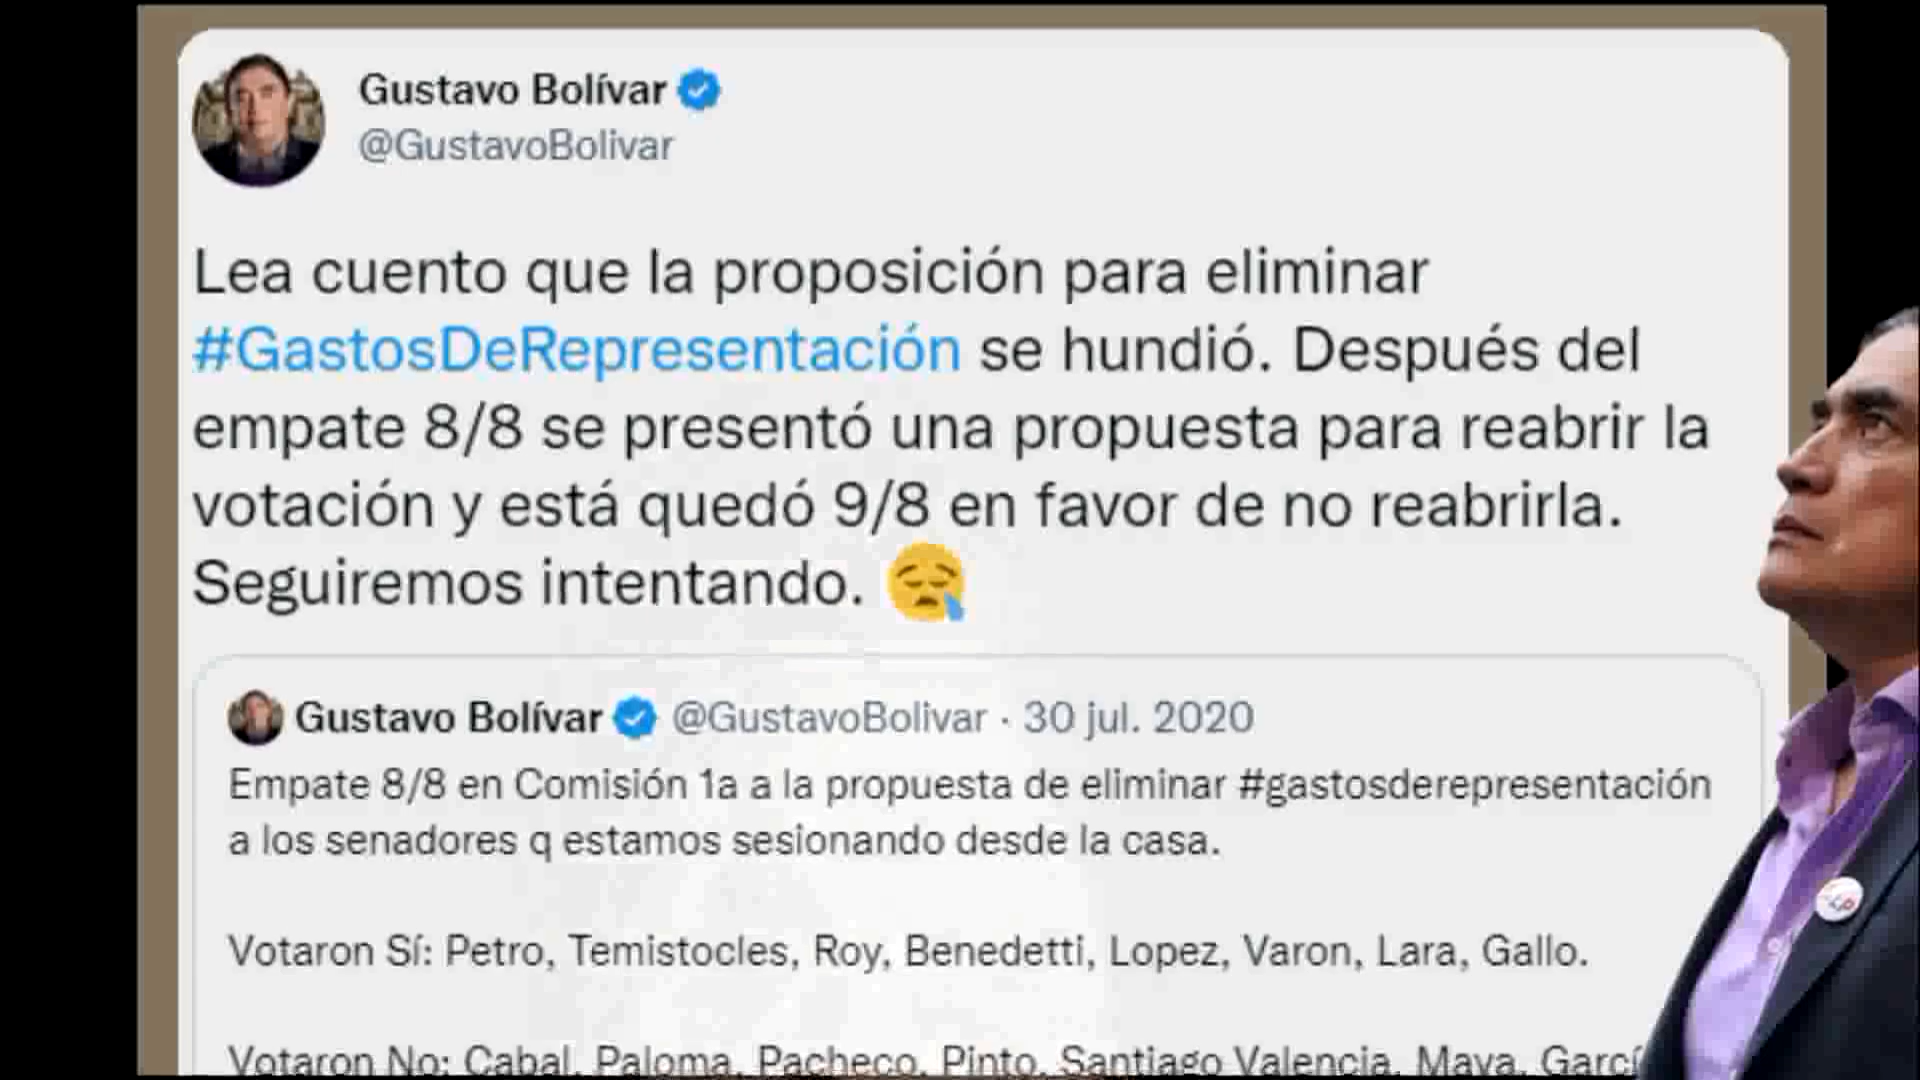 Gustavo Bolívar
@GustavoBolivar
Lea cuento que la proposición para eliminar
#GastosDeRepresentación se hundió. Después del
empate 8/8 se presentó una propuesta para reabrir la
votación y está quedó 9/8 en favor de no reabrirla.
Seguiremos intentando. 😪
Gustavo Bolívar @GustavoBolivar · 30 jul. 2020
Empate 8/8 en Comisión 1a a la propuesta de eliminar #gastosderepresentación
a los senadores q estamos sesionando desde la casa.
Votaron Sí: Petro, Temistocles, Roy, Benedetti, Lopez, Varon, Lara, Gallo.
Votaron No: Cabal, Paloma, Pacheco, Pinto, Santiago Valencia, Maya,